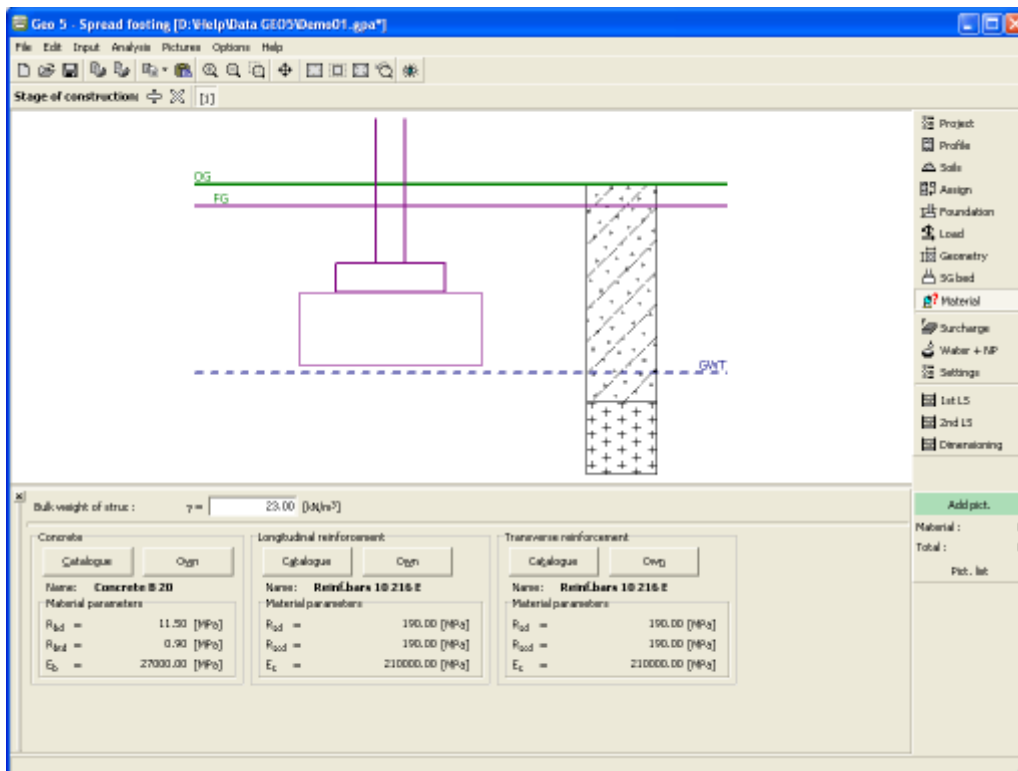 Geo 5 - Spread footing [D:\Help\Data GEO5\Demo01.gpa*]
File Edit Input Analysis Pictures Options Help
Stage of construction: [1]
OG
FG
GWT
Project
Profile
Soils
Assign
Foundation
Load
Geometry
SG bed
Material
Surcharge
Water + NP
Settings
1st LS
2nd LS
Dimensioning
Add pict.
Material :
Total :
Pict. list
Bulk weight of struc : γ = 23.00 [kN/m³]
Concrete
Catalogue Own
Name: Concrete B 20
Material parameters
Rbd = 11.50 [MPa]
Rbtd = 0.90 [MPa]
Eb = 27000.00 [MPa]
Longitudinal reinforcement
Catalogue Own
Name: Reinf.bars 10 216 E
Material parameters
Rsd = 190.00 [MPa]
Rscd = 190.00 [MPa]
Es = 210000.00 [MPa]
Transverse reinforcement
Catalogue Own
Name: Reinf.bars 10 216 E
Material parameters
Rsd = 190.00 [MPa]
Rscd = 190.00 [MPa]
Es = 210000.00 [MPa]